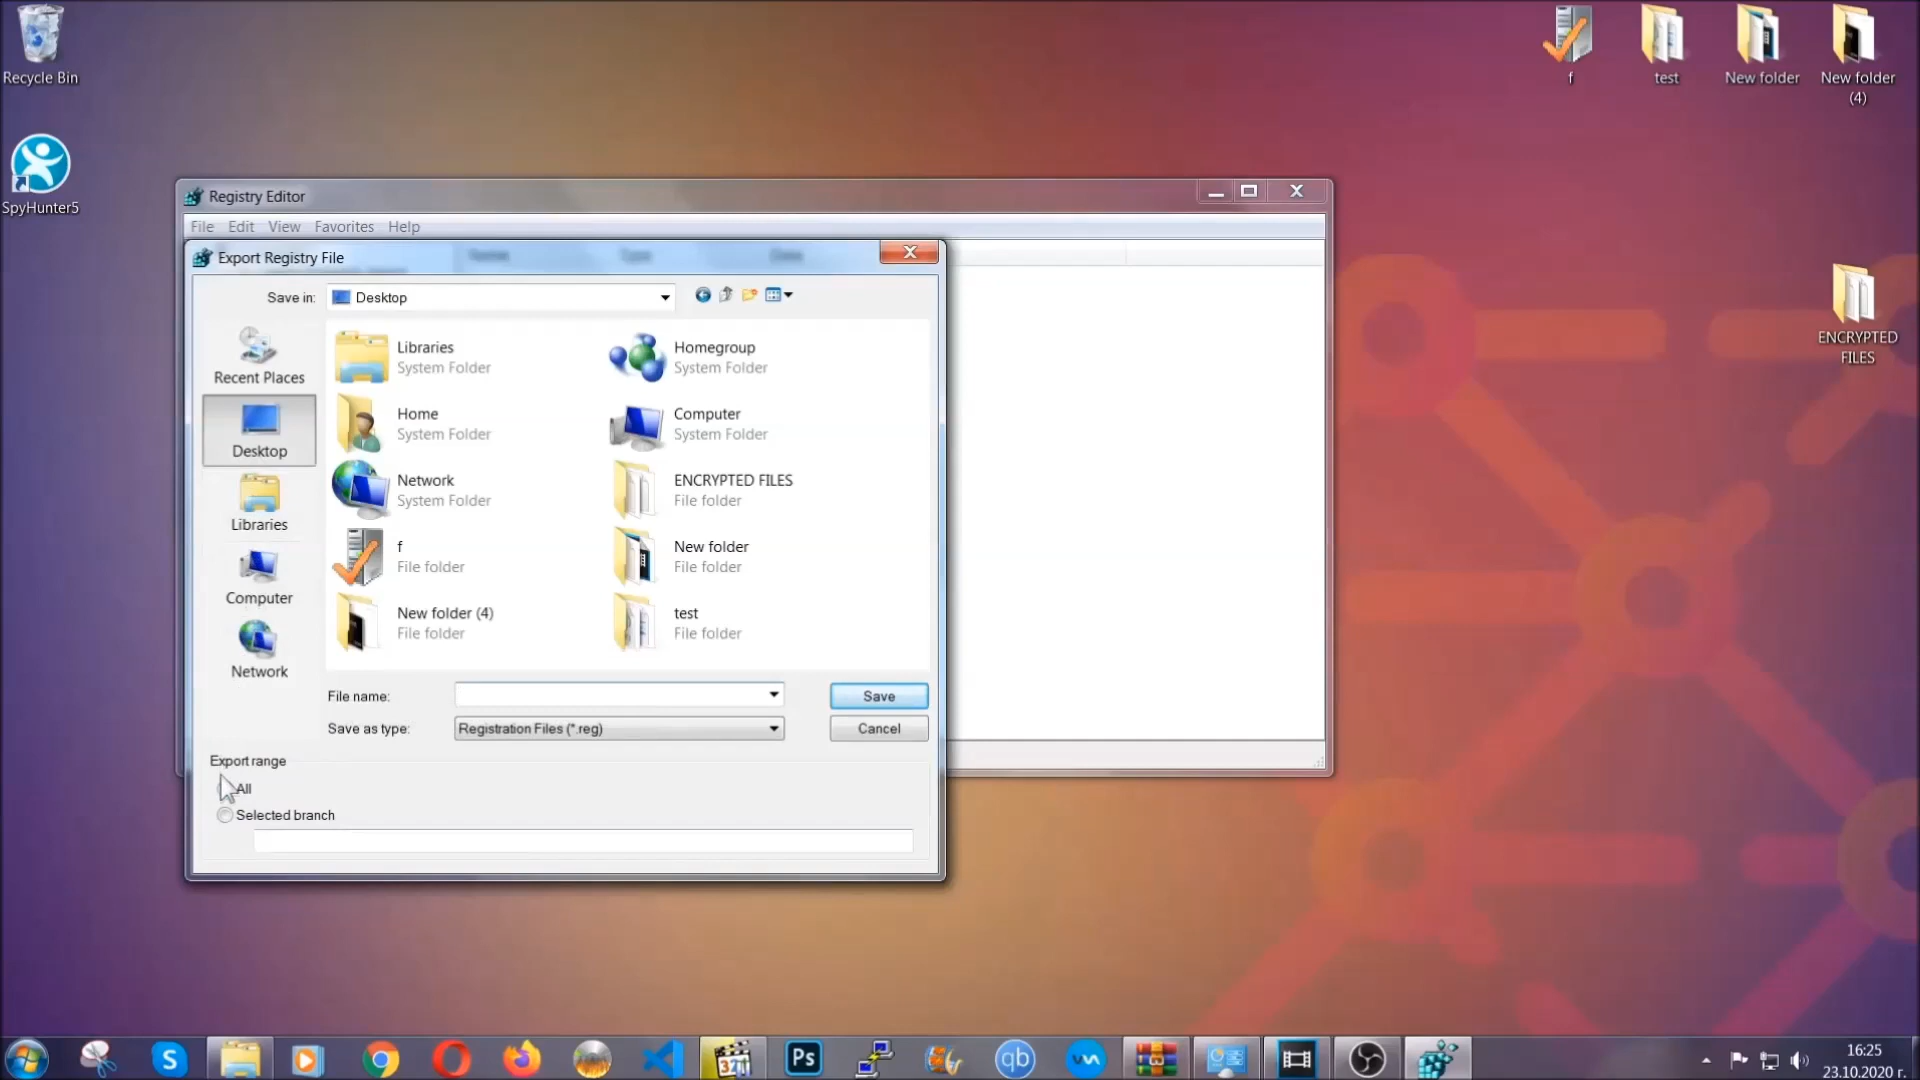 Recycle Bin
SpyHunter5
f
test
New folder
New folder
(4)
ENCRYPTED
FILES
Registry Editor
File Edit View Favorites Help
Export Registry File
Save in:
Desktop
Recent Places
Desktop
Libraries
Computer
Network
Libraries
System Folder
Homegroup
System Folder
Home
System Folder
Computer
System Folder
Network
System Folder
ENCRYPTED FILES
File folder
f
File folder
New folder
File folder
New folder (4)
File folder
test
File folder
File name:
Save
Save as type:
Registration Files (*.reg)
Cancel
Export range
All
Selected branch
S
321
Ps
qb
16:25
23.10.2020 г.